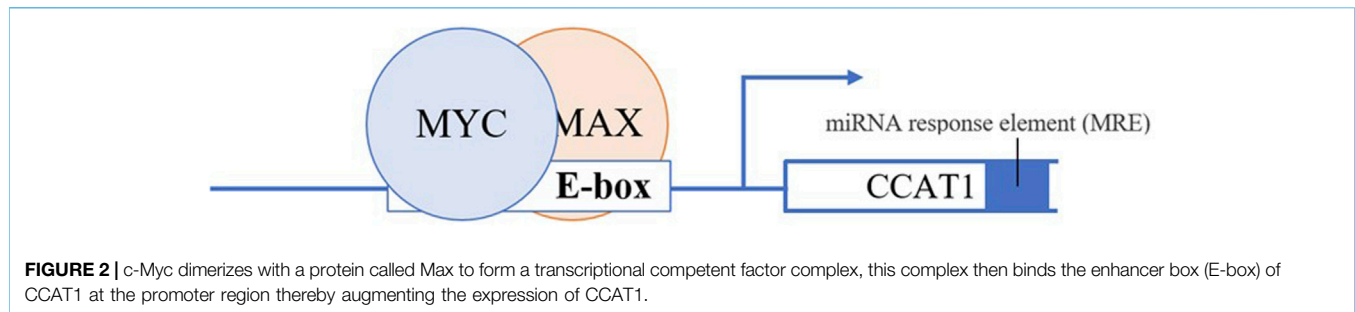 MYC
MAX
E-box
miRNA response element (MRE)
CCAT1
FIGURE 2 | c-Myc dimerizes with a protein called Max to form a transcriptional competent factor complex, this complex then binds the enhancer box (E-box) of
CCAT1 at the promoter region thereby augmenting the expression of CCAT1.